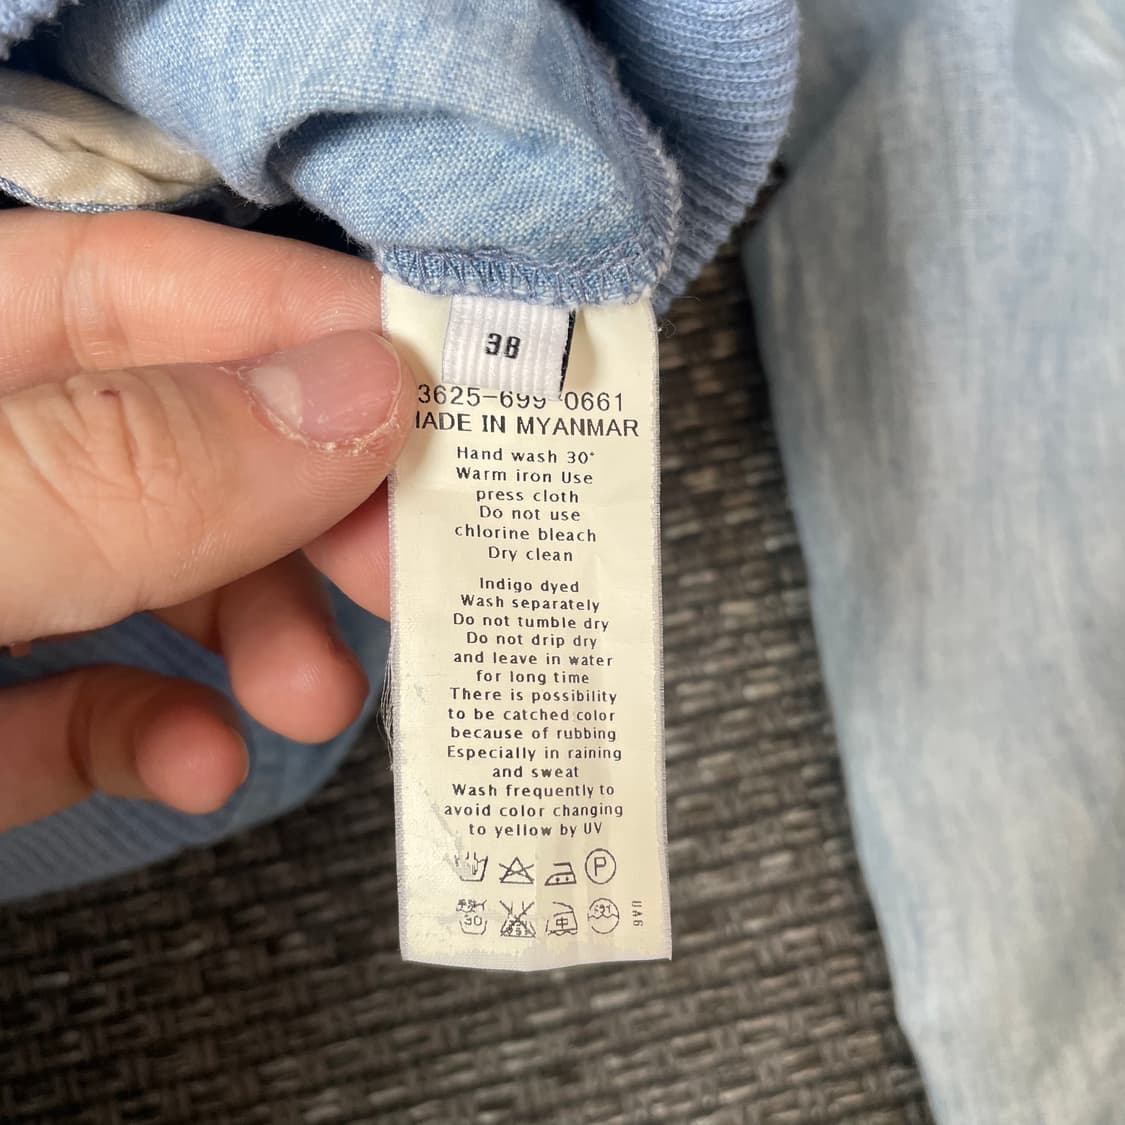 38
3625-699 0661
MADE IN MYANMAR
Hand wash 30°
Warm iron Use
press cloth
Do not use
chlorine bleach
Dry clean
Indigo dyed
Wash separately
Do not tumble dry
Do not drip dry
and leave in water
for long time
There is possibility
to be catched color
because of rubbing
Especially in raining
and sweat
Wash frequently to
avoid color changing
to yellow by UV
P
30 中
UA6